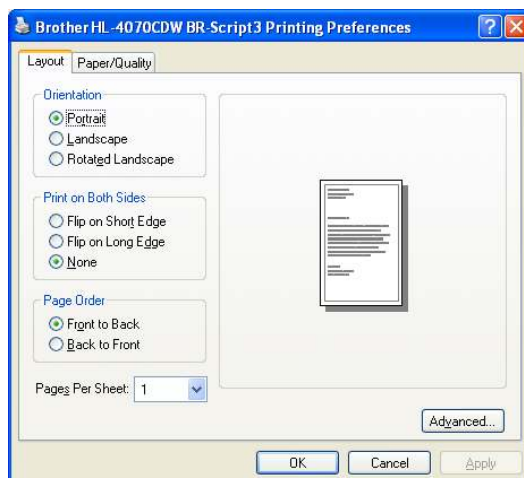 Brother HL-4070CDW BR-Script3 Printing Preferences
Layout
Paper/Quality
Orientation
Portrait
Landscape
Rotated Landscape
Print on Both Sides
Flip on Short Edge
Flip on Long Edge
None
Page Order
Front to Back
Back to Front
Pages Per Sheet: 1
Advanced...
OK
Cancel
Apply